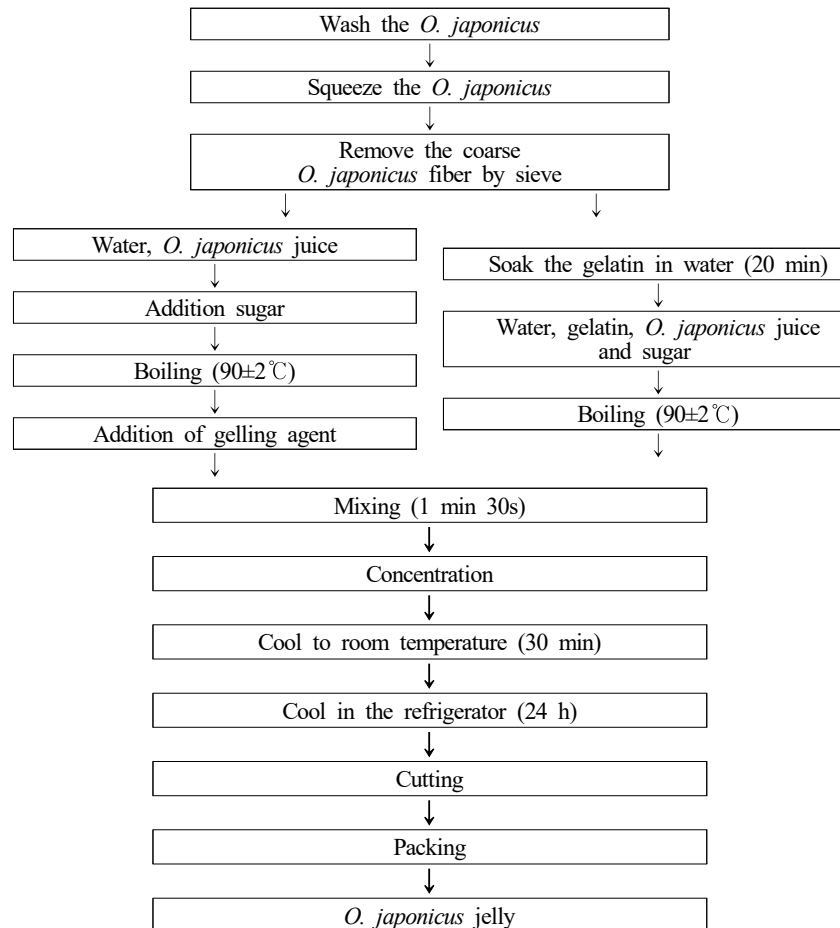 Wash the O. japonicus
Squeeze the O. japonicus
Remove the coarse
O. japonicus fiber by sieve
Water, O. japonicus juice
Addition sugar
Boiling (90±2℃)
Addition of gelling agent
Soak the gelatin in water (20 min)
Water, gelatin, O. japonicus juice
and sugar
Boiling (90±2℃)
Mixing (1 min 30s)
Concentration
Cool to room temperature (30 min)
Cool in the refrigerator (24 h)
Cutting
Packing
O. japonicus jelly